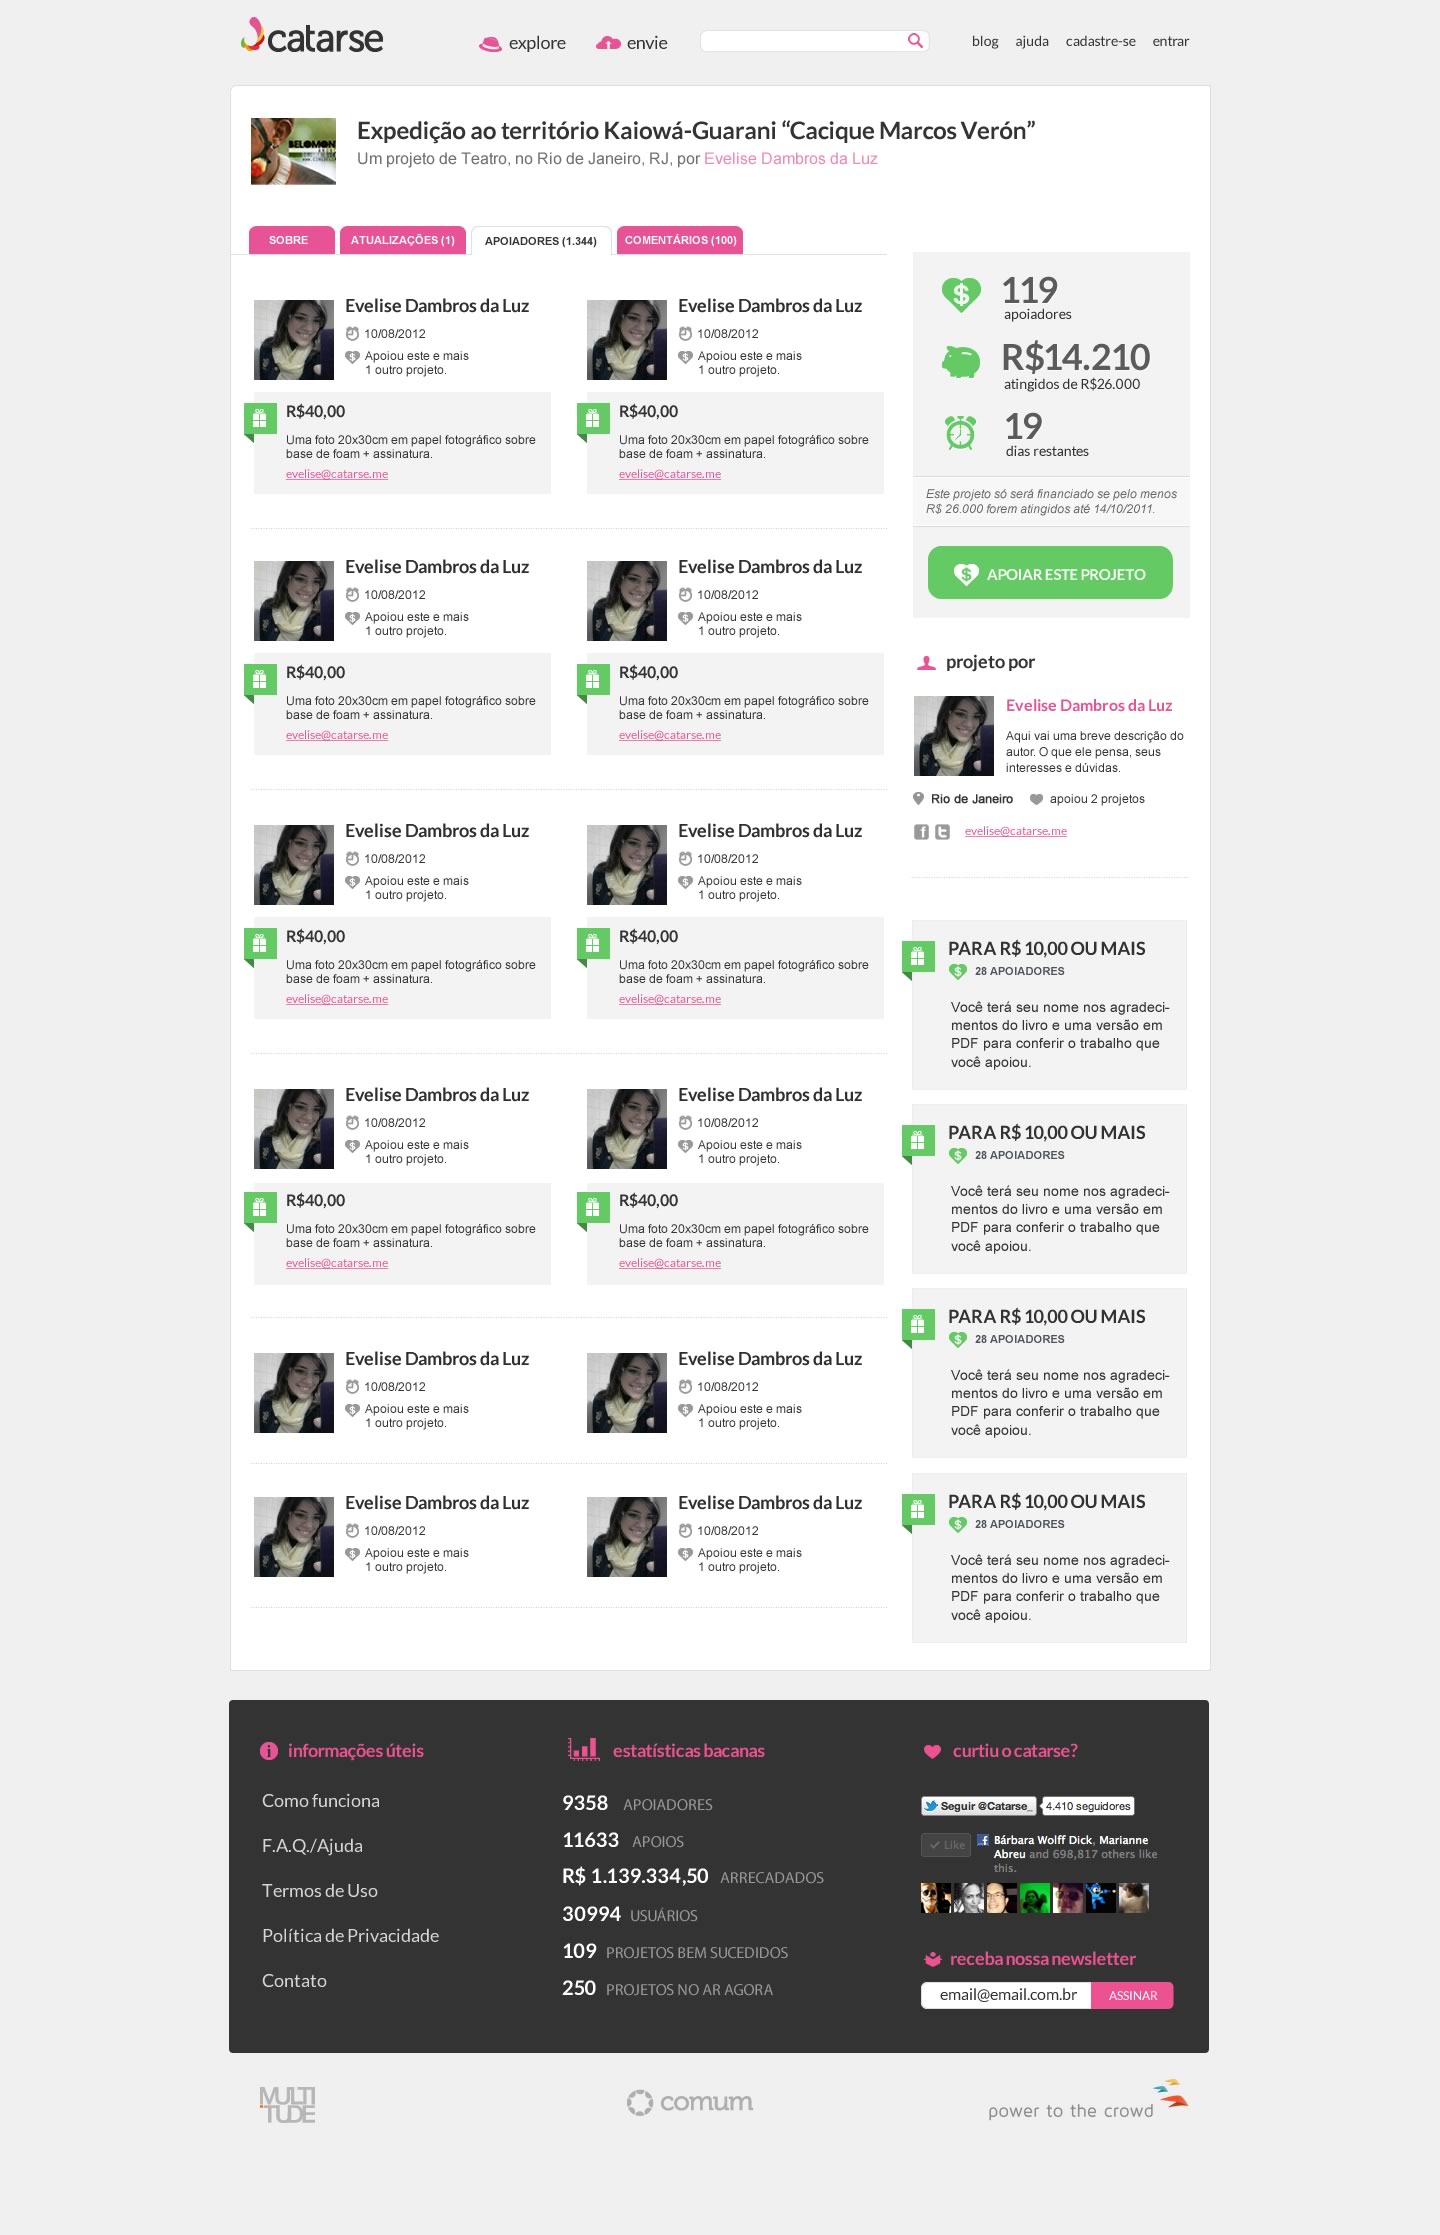 catarse
explore
envie
blog
ajuda
cadastre-se
entrar
BELOMON
Expedição ao território Kaiowá-Guarani “Cacique Marcos Verón”
Um projeto de Teatro, no Rio de Janeiro, RJ, por Evelise Dambros da Luz
SOBRE
ATUALIZAÇÕES (1)
APOIADORES (1.344)
COMENTÁRIOS (100)
Evelise Dambros da Luz
10/08/2012
Apoiou este e mais
1 outro projeto.
R$40,00
Uma foto 20x30cm em papel fotográfico sobre
base de foam + assinatura.
evelise@catarse.me
Evelise Dambros da Luz
10/08/2012
Apoiou este e mais
1 outro projeto.
R$40,00
Uma foto 20x30cm em papel fotográfico sobre
base de foam + assinatura.
evelise@catarse.me
Evelise Dambros da Luz
10/08/2012
Apoiou este e mais
1 outro projeto.
R$40,00
Uma foto 20x30cm em papel fotográfico sobre
base de foam + assinatura.
evelise@catarse.me
Evelise Dambros da Luz
10/08/2012
Apoiou este e mais
1 outro projeto.
R$40,00
Uma foto 20x30cm em papel fotográfico sobre
base de foam + assinatura.
evelise@catarse.me
Evelise Dambros da Luz
10/08/2012
Apoiou este e mais
1 outro projeto.
R$40,00
Uma foto 20x30cm em papel fotográfico sobre
base de foam + assinatura.
evelise@catarse.me
Evelise Dambros da Luz
10/08/2012
Apoiou este e mais
1 outro projeto.
R$40,00
Uma foto 20x30cm em papel fotográfico sobre
base de foam + assinatura.
evelise@catarse.me
Evelise Dambros da Luz
10/08/2012
Apoiou este e mais
1 outro projeto.
R$40,00
Uma foto 20x30cm em papel fotográfico sobre
base de foam + assinatura.
evelise@catarse.me
Evelise Dambros da Luz
10/08/2012
Apoiou este e mais
1 outro projeto.
R$40,00
Uma foto 20x30cm em papel fotográfico sobre
base de foam + assinatura.
evelise@catarse.me
Evelise Dambros da Luz
10/08/2012
Apoiou este e mais
1 outro projeto.
Evelise Dambros da Luz
10/08/2012
Apoiou este e mais
1 outro projeto.
Evelise Dambros da Luz
10/08/2012
Apoiou este e mais
1 outro projeto.
Evelise Dambros da Luz
10/08/2012
Apoiou este e mais
1 outro projeto.
119
apoiadores
R$14.210
atingidos de R$26.000
19
dias restantes
Este projeto só será financiado se pelo menos
R$ 26.000 forem atingidos até 14/10/2011.
APOIAR ESTE PROJETO
projeto por
Evelise Dambros da Luz
Aqui vai uma breve descrição do
autor. O que ele pensa, seus
interesses e dúvidas.
Rio de Janeiro
apoiou 2 projetos
evelise@catarse.me
PARA R$ 10,00 OU MAIS
28 APOIADORES
Você terá seu nome nos agradeci-
mentos do livro e uma versão em
PDF para conferir o trabalho que
você apoiou.
PARA R$ 10,00 OU MAIS
28 APOIADORES
Você terá seu nome nos agradeci-
mentos do livro e uma versão em
PDF para conferir o trabalho que
você apoiou.
PARA R$ 10,00 OU MAIS
28 APOIADORES
Você terá seu nome nos agradeci-
mentos do livro e uma versão em
PDF para conferir o trabalho que
você apoiou.
PARA R$ 10,00 OU MAIS
28 APOIADORES
Você terá seu nome nos agradeci-
mentos do livro e uma versão em
PDF para conferir o trabalho que
você apoiou.
informações úteis
Como funciona
F.A.Q./Ajuda
Termos de Uso
Política de Privacidade
Contato
estatísticas bacanas
9358 APOIADORES
11633 APOIOS
R$ 1.139.334,50 ARRECADADOS
30994 USUÁRIOS
109 PROJETOS BEM SUCEDIDOS
250 PROJETOS NO AR AGORA
curtiu o catarse?
Seguir @Catarse_
4.410 seguidores
Like
Bárbara Wolff Dick, Marianne
Abreu and 698,817 others like
this.
receba nossa newsletter
email@email.com.br
ASSINAR
MULTI
TUDE
comum
power to the crowd